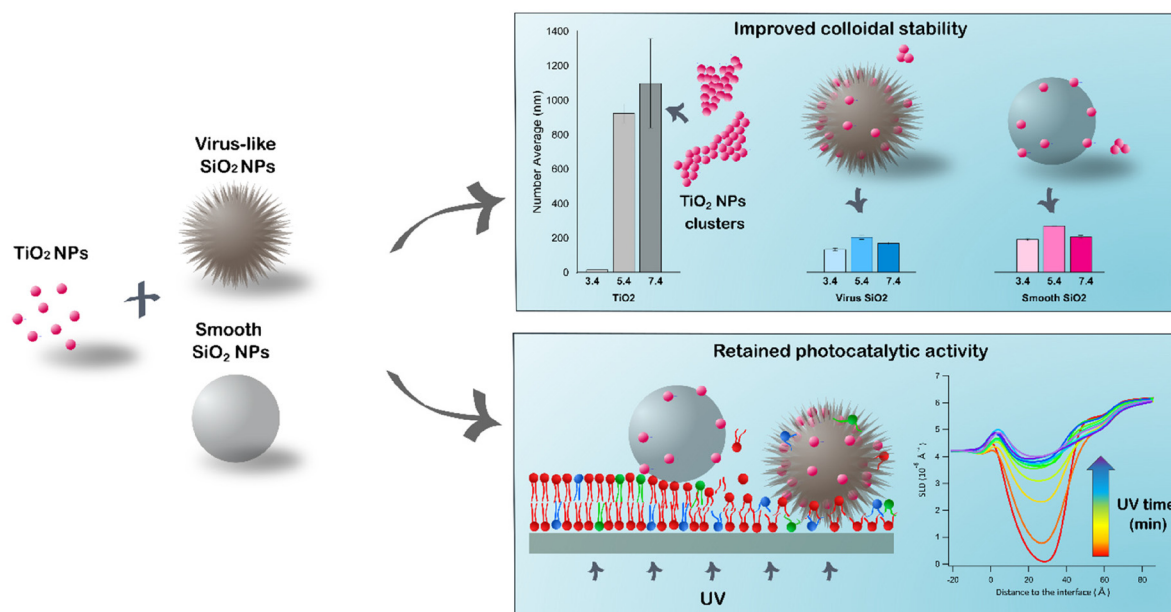 Virus-like
SiO₂ NPs
TiO₂ NPs
Smooth
SiO₂ NPs
Improved colloidal stability
Number Average (nm)
1400
1200
1000
800
600
400
200
0
3.4 5.4 7.4
TiO2
TiO₂ NPs
clusters
3.4 5.4 7.4
Virus SiO2
3.4 5.4 7.4
Smooth SiO2
Retained photocatalytic activity
UV
SLD (10⁻⁶ Å⁻²)
7
6
5
4
3
2
1
0
-20 0 20 40 60 80
Distance to the interface (Å)
UV time
(min)